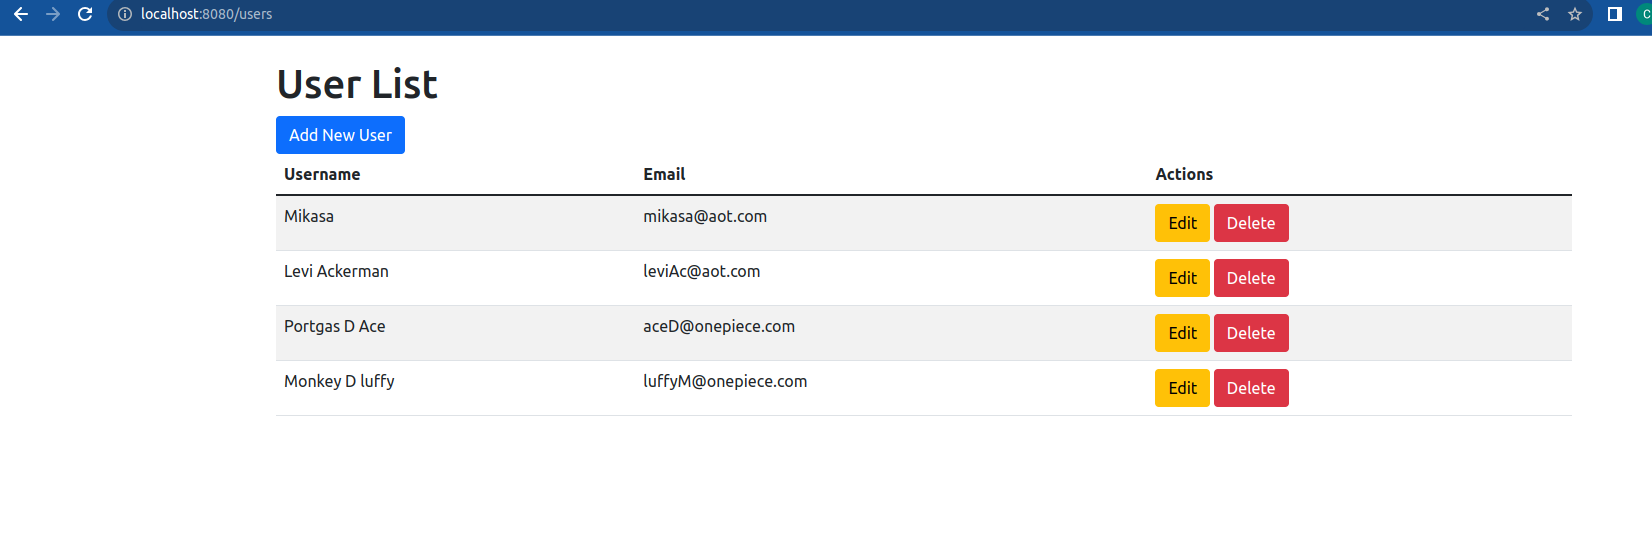 localhost:8080/users
C
User List
Add New User
Username Email Actions
Mikasa mikasa@aot.com Edit Delete
Levi Ackerman leviAc@aot.com Edit Delete
Portgas D Ace aceD@onepiece.com Edit Delete
Monkey D luffy luffyM@onepiece.com Edit Delete